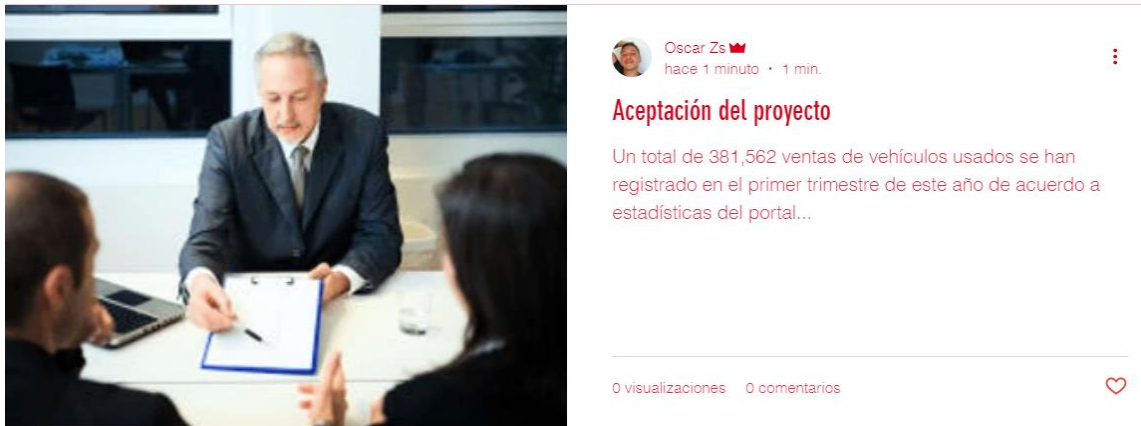 Oscar Zs
hace 1 minuto · 1 min.
Aceptación del proyecto
Un total de 381,562 ventas de vehículos usados se han
registrado en el primer trimestre de este año de acuerdo a
estadísticas del portal...
0 visualizaciones 0 comentarios